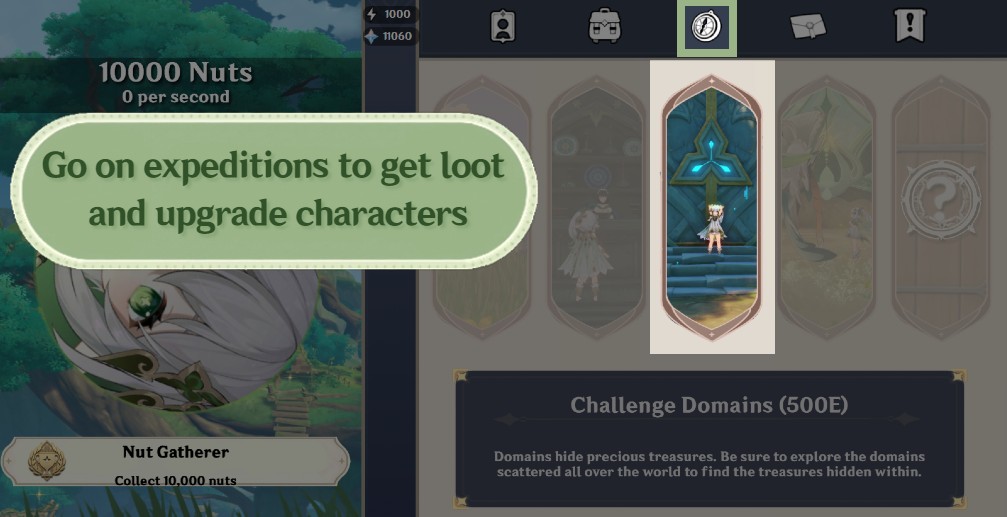 1000
11060
10000 Nuts
0 per second
Go on expeditions to get loot
and upgrade characters
Nut Gatherer
Collect 10,000 nuts
Challenge Domains (500E)
Domains hide precious treasures. Be sure to explore the domains
scattered all over the world to find the treasures hidden within.